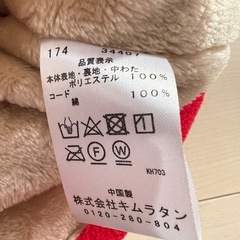 174 34407
品質表示
本体表地・裏地・中わた
ポリエステル 100%
コード
綿 100%
F W
KH703
中国製
株式会社キムラタン
0120-280-804